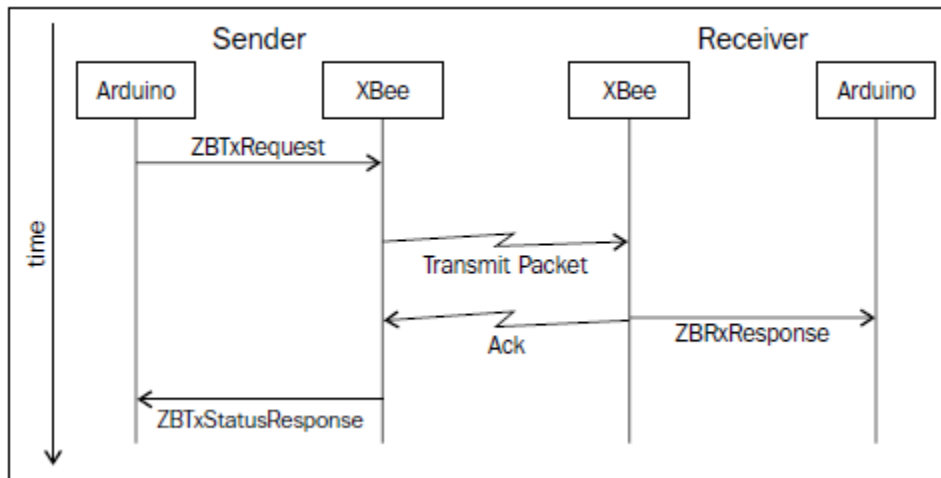 Sender
Receiver
Arduino
XBee
XBee
Arduino
ZBTxRequest
time
Transmit Packet
Ack
ZBRxResponse
ZBTxStatusResponse